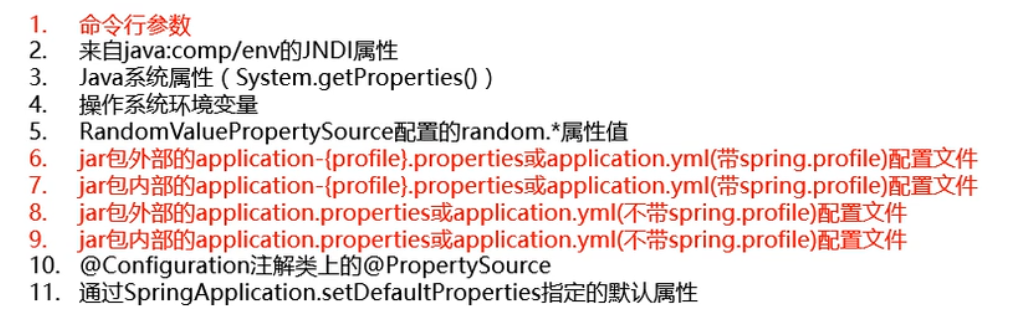 1. 命令行参数
2. 来自java:comp/env的JNDI属性
3. Java系统属性（System.getProperties()）
4. 操作系统环境变量
5. RandomValuePropertySource配置的random.*属性值
6. jar包外部的application-{profile}.properties或application.yml(带spring.profile)配置文件
7. jar包内部的application-{profile}.properties或application.yml(带spring.profile)配置文件
8. jar包外部的application.properties或application.yml(不带spring.profile)配置文件
9. jar包内部的application.properties或application.yml(不带spring.profile)配置文件
10. @Configuration注解类上的@PropertySource
11. 通过SpringApplication.setDefaultProperties指定的默认属性